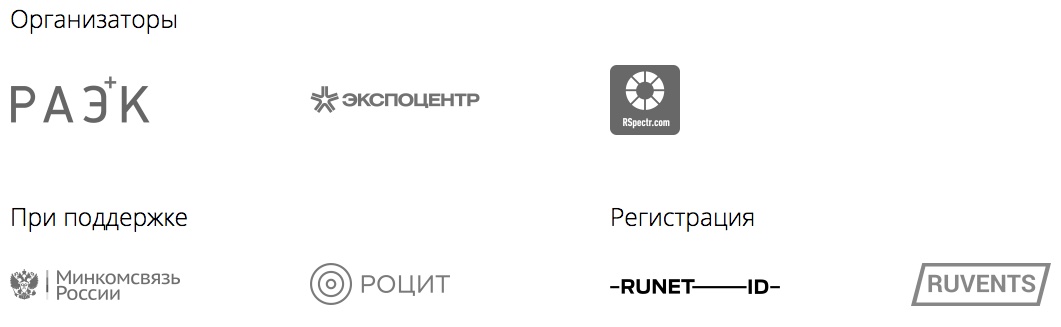 Организаторы
РАЭК
ЭКСПОЦЕНТР
RSpectr.com
При поддержке
Регистрация
Минкомсвязь
России
РОЦИТ
RUNET ID
RUVENTS